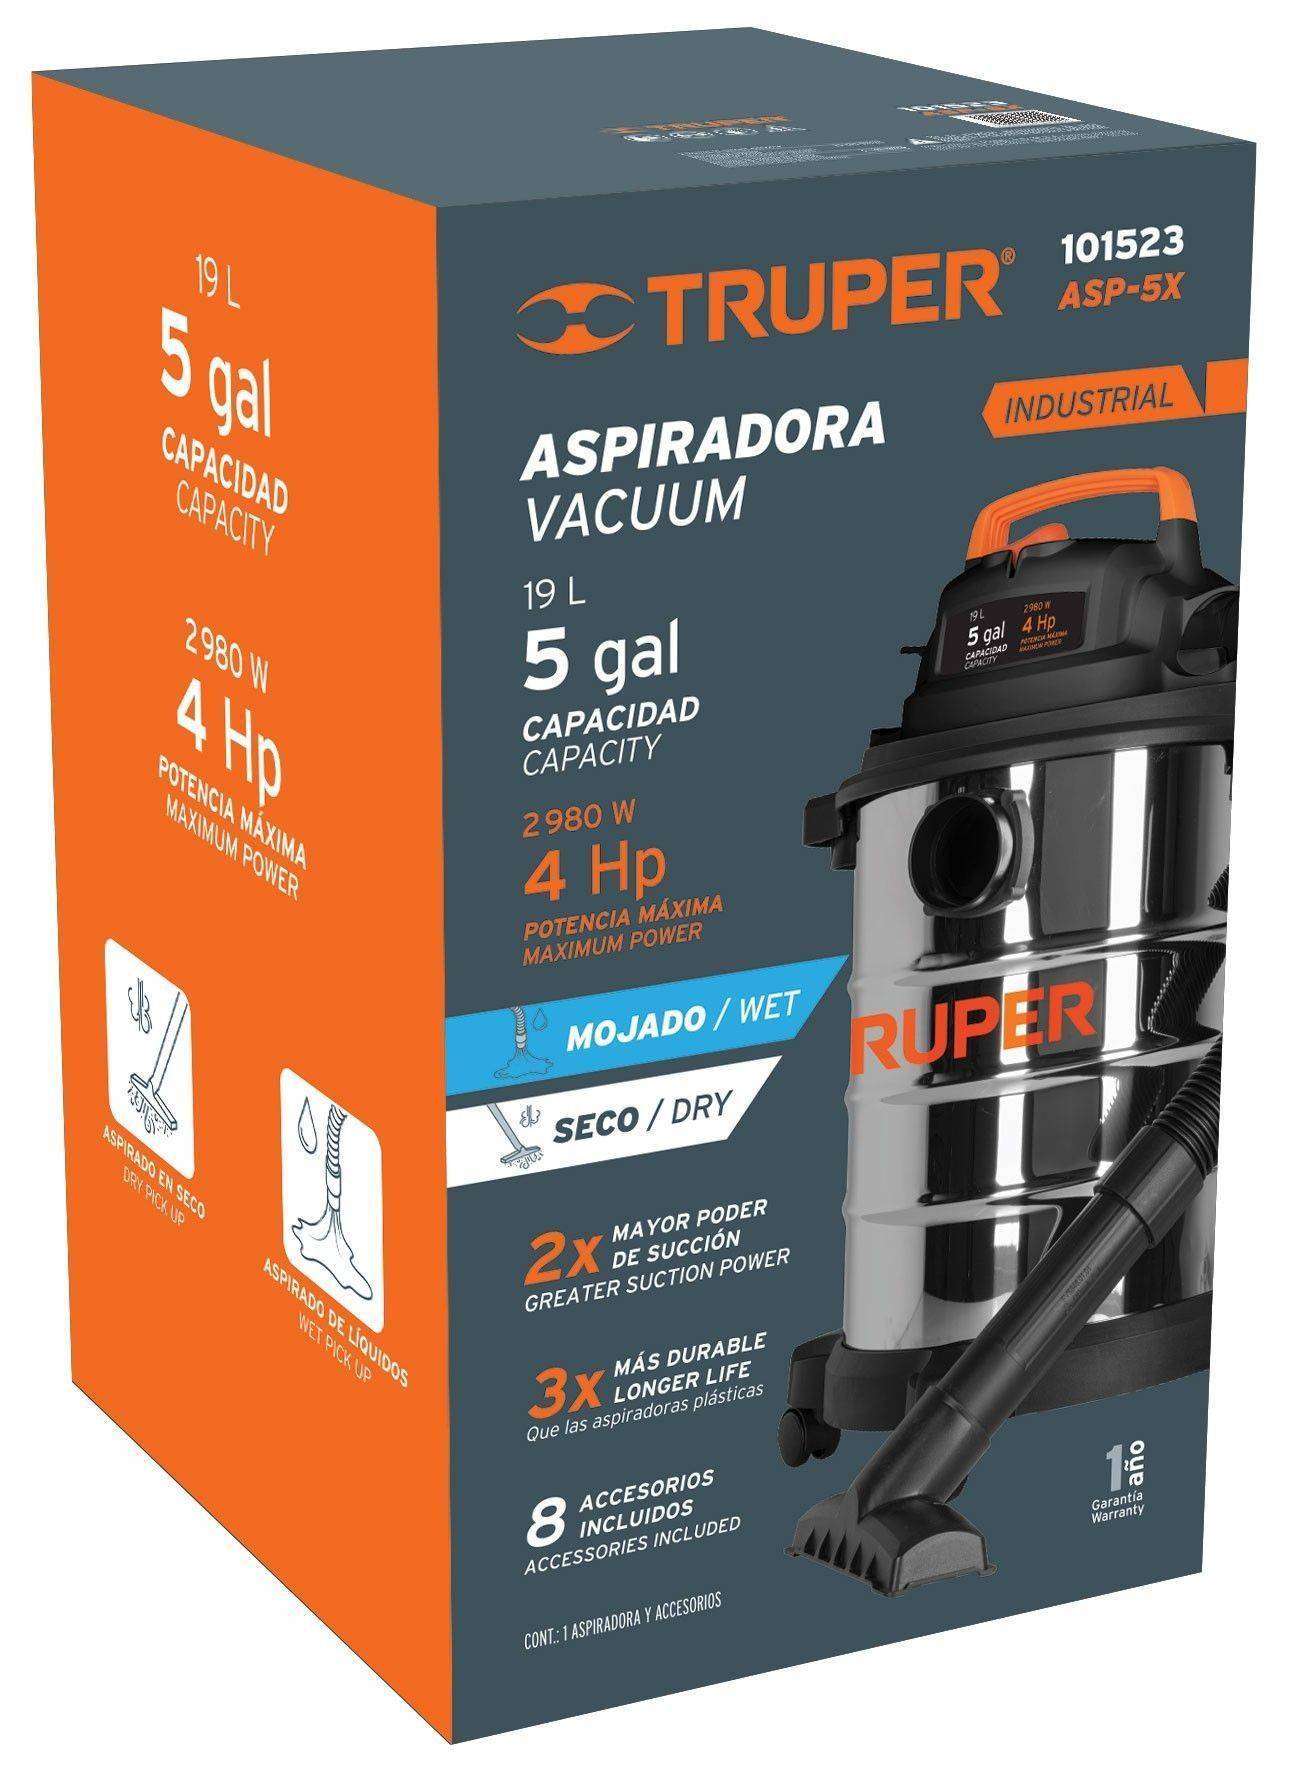 TRUPER
101523
ASP-5X
19 L
5 gal
CAPACIDAD
CAPACITY
2 980 W
4 Hp
POTENCIA MÁXIMA
MAXIMUM POWER
ASPIRADO EN SECO
DRY PICK UP
ASPIRADO DE LÍQUIDOS
WET PICK UP
TRUPER®
101523
ASP-5X
INDUSTRIAL
ASPIRADORA
VACUUM
19 L
5 gal
CAPACIDAD
CAPACITY
2 980 W
4 Hp
POTENCIA MÁXIMA
MAXIMUM POWER
MOJADO / WET
SECO / DRY
2x MAYOR PODER
DE SUCCIÓN
GREATER SUCTION POWER
3x MÁS DURABLE
LONGER LIFE
Que las aspiradoras plásticas
8 ACCESORIOS
INCLUIDOS
ACCESSORIES INCLUDED
CONT.: 1 ASPIRADORA Y ACCESORIOS
19 L
5 gal
CAPACIDAD
CAPACITY
2 980 W
4 Hp
POTENCIA MÁXIMA
MAXIMUM POWER
RUPER
1 año
Garantía
Warranty